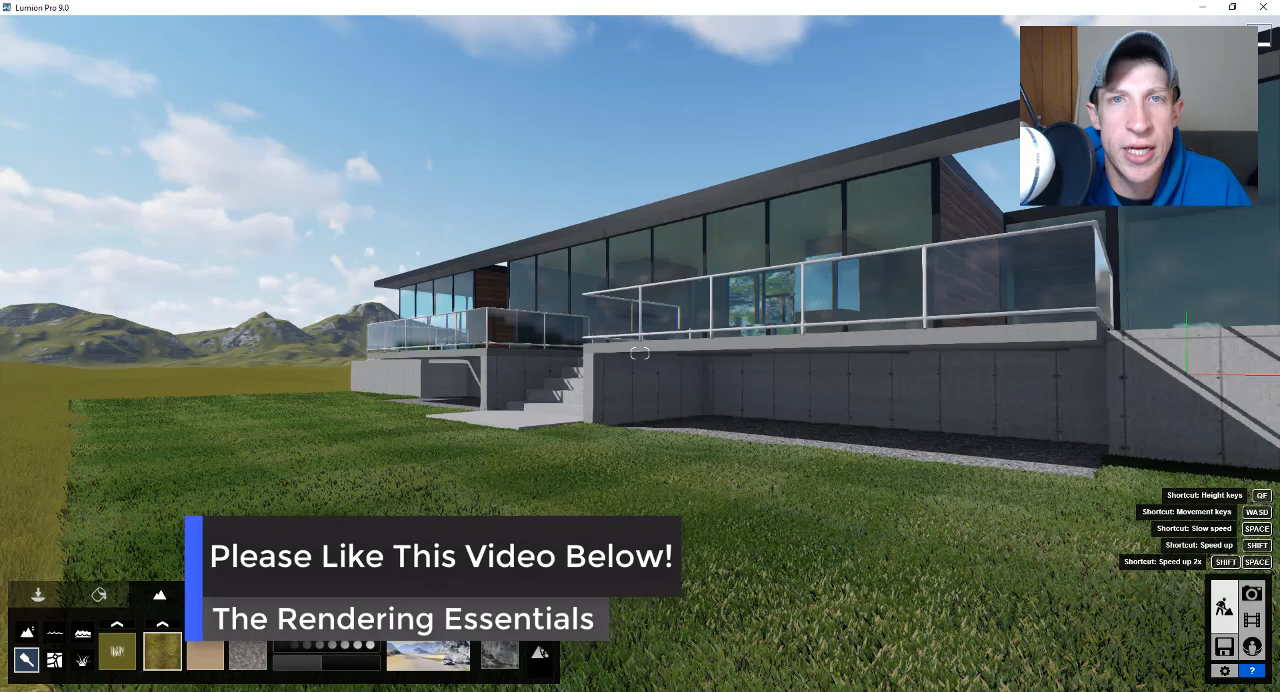 Lumion Pro 9.0
Shortcut: Height keys QE
Shortcut: Movement keys WASD
Shortcut: Slow speed SPACE
Shortcut: Speed up SHIFT
Shortcut: Speed up 2x SHIFT SPACE
Please Like This Video Below!
The Rendering Essentials
?